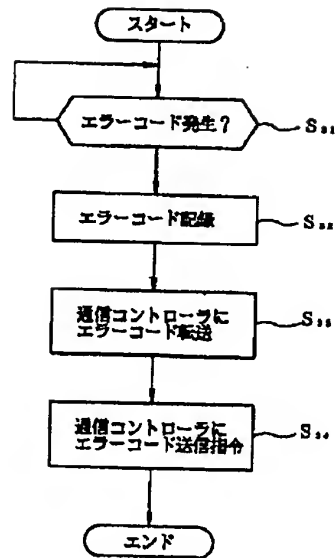 スタート
エラーコード発生?
エラーコード記録
通信コントローラに
エラーコード転送
通信コントローラに
エラーコード送信指令
エンド